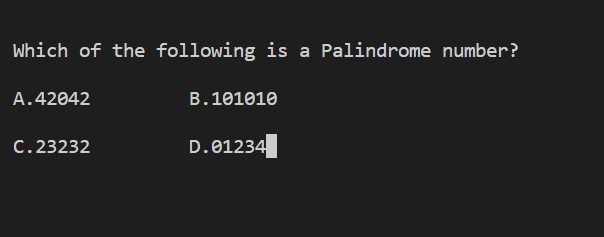 Which of the following is a Palindrome number?
A.42042 B.101010
C.23232 D.01234